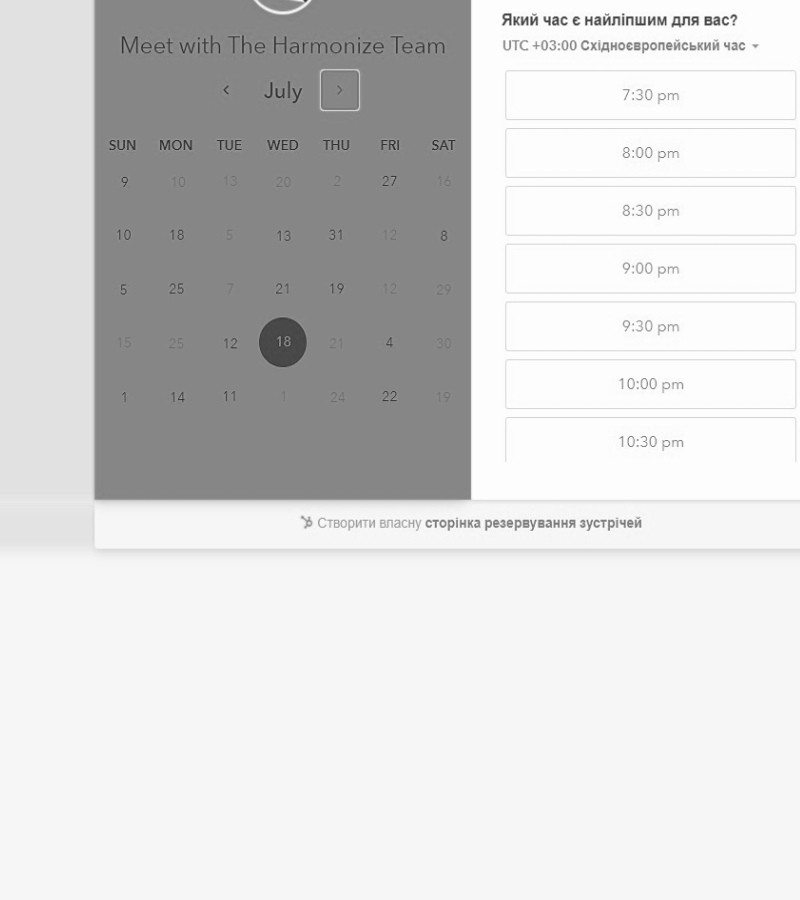 Meet with The Harmonize Team
July
SUN MON TUE WED THU FRI SAT
9 10 13 20 2 27 16
10 18 5 13 31 12 8
5 25 7 21 19 12 29
15 25 12 18 21 4 30
1 14 11 1 24 22 19
Який час є найліпшим для вас?
UTC +03:00 Східноєвропейський час
7:30 pm
8:00 pm
8:30 pm
9:00 pm
9:30 pm
10:00 pm
10:30 pm
Створити власну сторінка резервування зустрічей